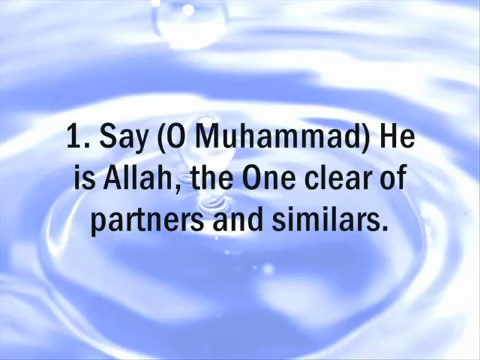 1. Say (O Muhammad) He
is Allah, the One clear of
partners and similars.